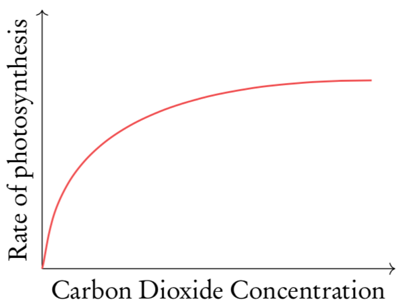 Rate of photosynthesis
Carbon Dioxide Concentration